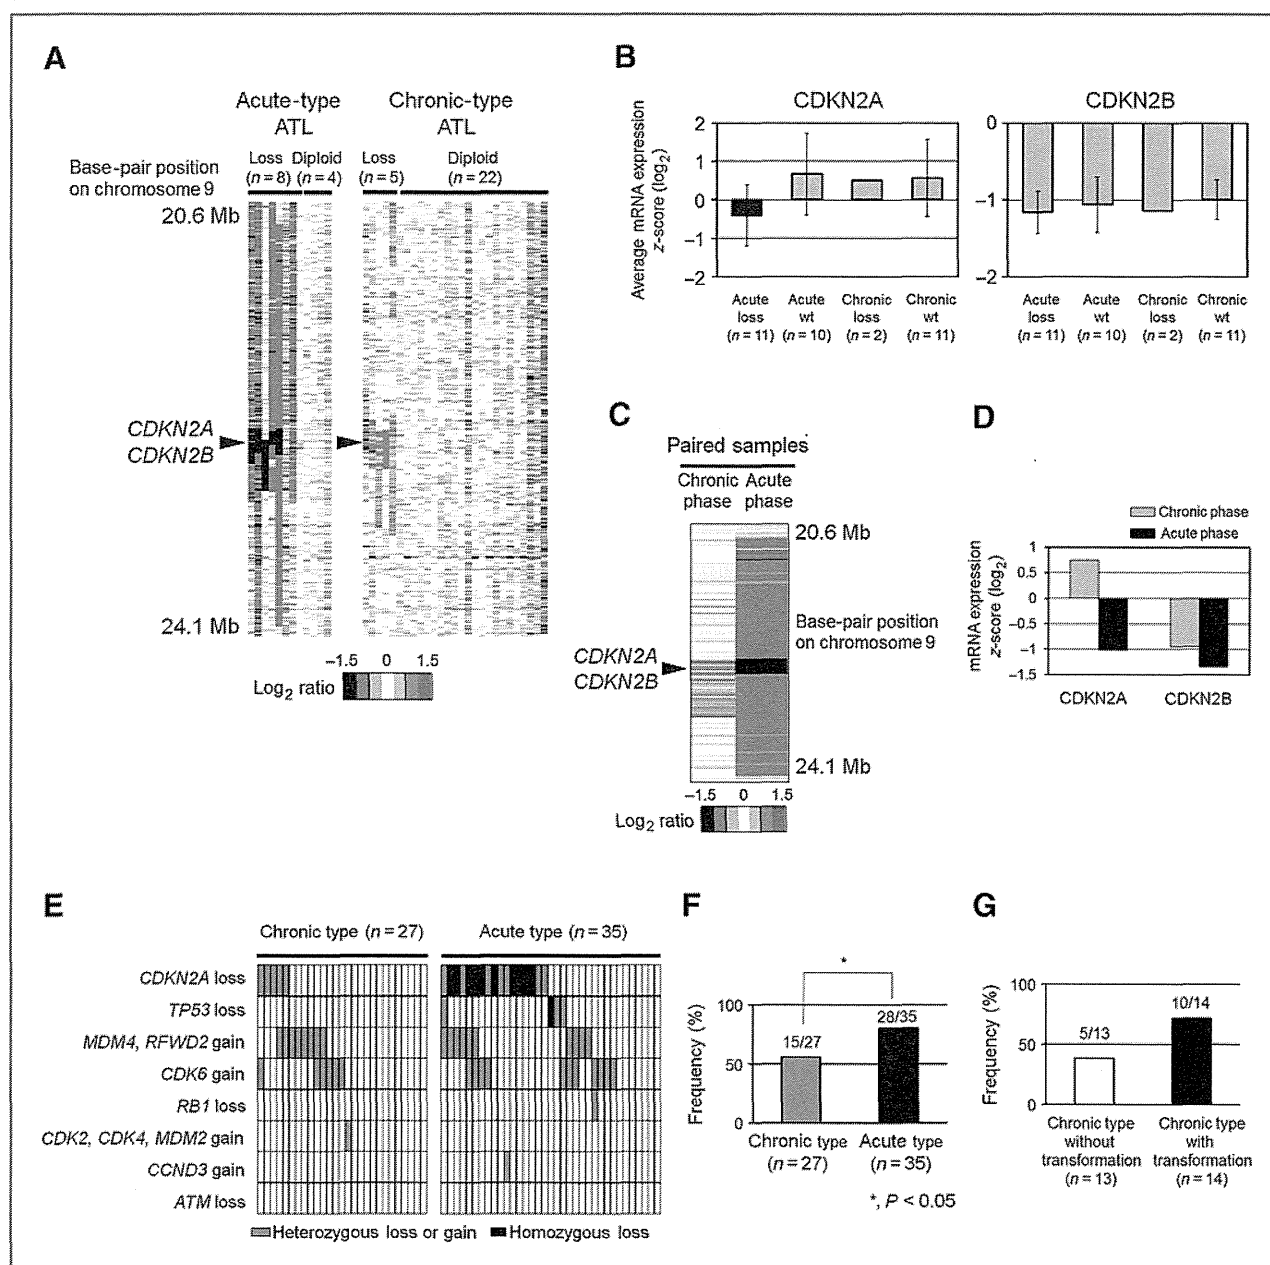 A
Acute-type
ATL
Chronic-type
ATL
Base-pair position
on chromosome 9
Loss
(n = 8)
Diploid
(n = 4)
Loss
(n = 5)
Diploid
(n = 22)
20.6 Mb
CDKN2A
CDKN2B
24.1 Mb
–1.5 0 1.5
Log2 ratio
B
CDKN2A
CDKN2B
Average mRNA expression
z-score (log2)
2
1
0
–1
–2
0
–1
–2
Acute
loss
(n = 11)
Acute
wt
(n = 10)
Chronic
loss
(n = 2)
Chronic
wt
(n = 11)
Acute
loss
(n = 11)
Acute
wt
(n = 10)
Chronic
loss
(n = 2)
Chronic
wt
(n = 11)
C
Paired samples
Chronic
phase
Acute
phase
20.6 Mb
Base-pair position
on chromosome 9
CDKN2A
CDKN2B
24.1 Mb
–1.5 0 1.5
Log2 ratio
D
Chronic phase
Acute phase
mRNA expression
z-score (log2)
1
0.5
0
–0.5
–1
–1.5
CDKN2A
CDKN2B
E
Chronic type (n = 27)
Acute type (n = 35)
CDKN2A loss
TP53 loss
MDM4, RFWD2 gain
CDK6 gain
RB1 loss
CDK2, CDK4, MDM2 gain
CCND3 gain
ATM loss
Heterozygous loss or gain
Homozygous loss
F
*
Frequency (%)
100
50
0
15/27
28/35
Chronic type
(n = 27)
Acute type
(n = 35)
*, P < 0.05
G
Frequency (%)
100
50
0
5/13
10/14
Chronic type
without
transformation
(n = 13)
Chronic type
with
transformation
(n = 14)